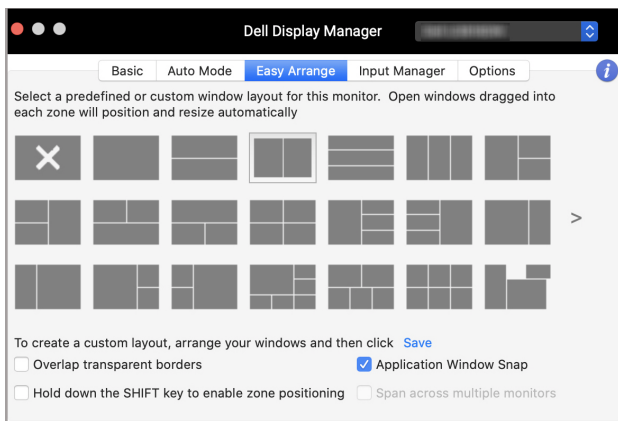 Dell Display Manager
Basic Auto Mode Easy Arrange Input Manager Options
Select a predefined or custom window layout for this monitor. Open windows dragged into
each zone will position and resize automatically
>
To create a custom layout, arrange your windows and then click Save
Overlap transparent borders Application Window Snap
Hold down the SHIFT key to enable zone positioning Span across multiple monitors